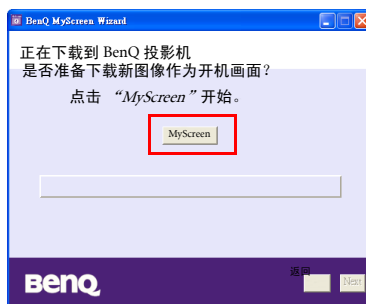 BenQ MyScreen Wizard
正在下载到 BenQ 投影机
是否准备下载新图像作为开机画面？
点击 “MyScreen”开始。
MyScreen
BenQ
返回
Next